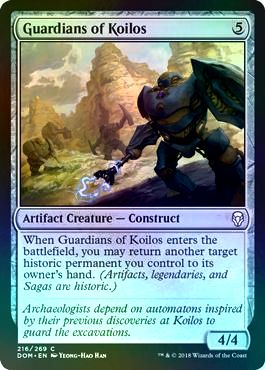 Guardians of Koilos 5
Artifact Creature — Construct
When Guardians of Koilos enters the
battlefield, you may return another target
historic permanent you control to its
owner's hand. (Artifacts, legendaries, and
Sagas are historic.)
Archaeologists depend on automatons inspired
by their previous discoveries at Koilos to
guard the excavations.
4/4
216/269 C
DOM • EN Yeong-Hao Han ™ & © 2018 Wizards of the Coast